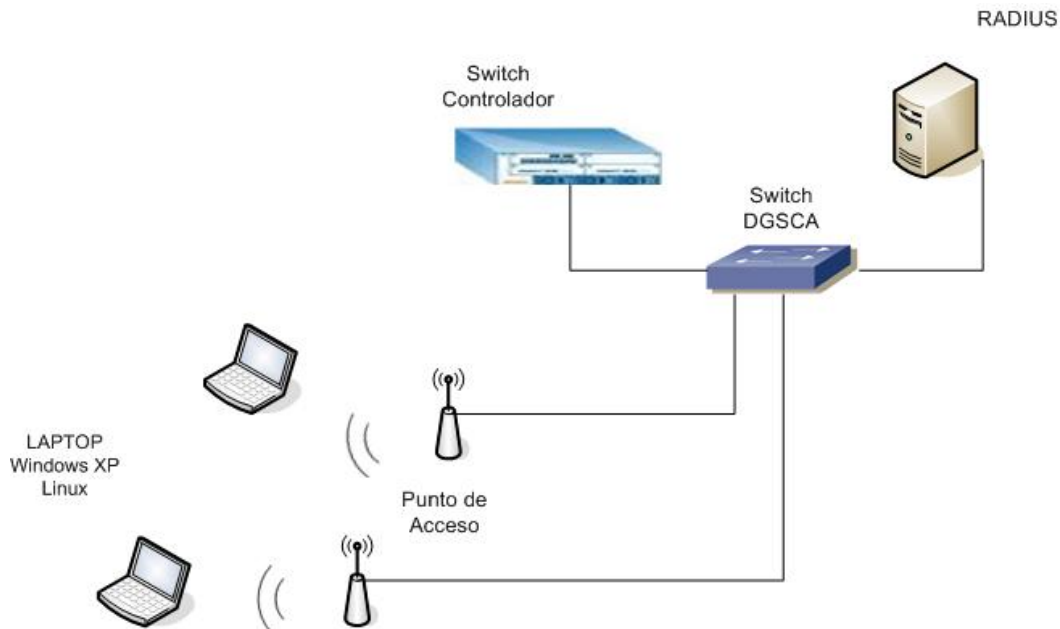 RADIUS
Switch
Controlador
Switch
DGSCA
LAPTOP
Windows XP
Linux
Punto de
Acceso